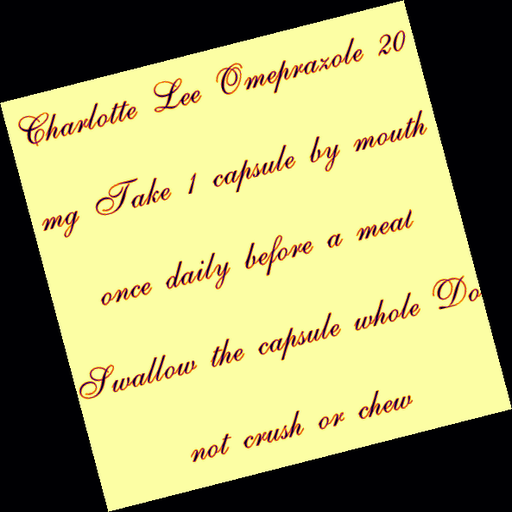 Charlotte Lee Omeprazole 20
mg Take 1 capsule by mouth
once daily before a meal
Swallow the capsule whole Do
not crush or chew